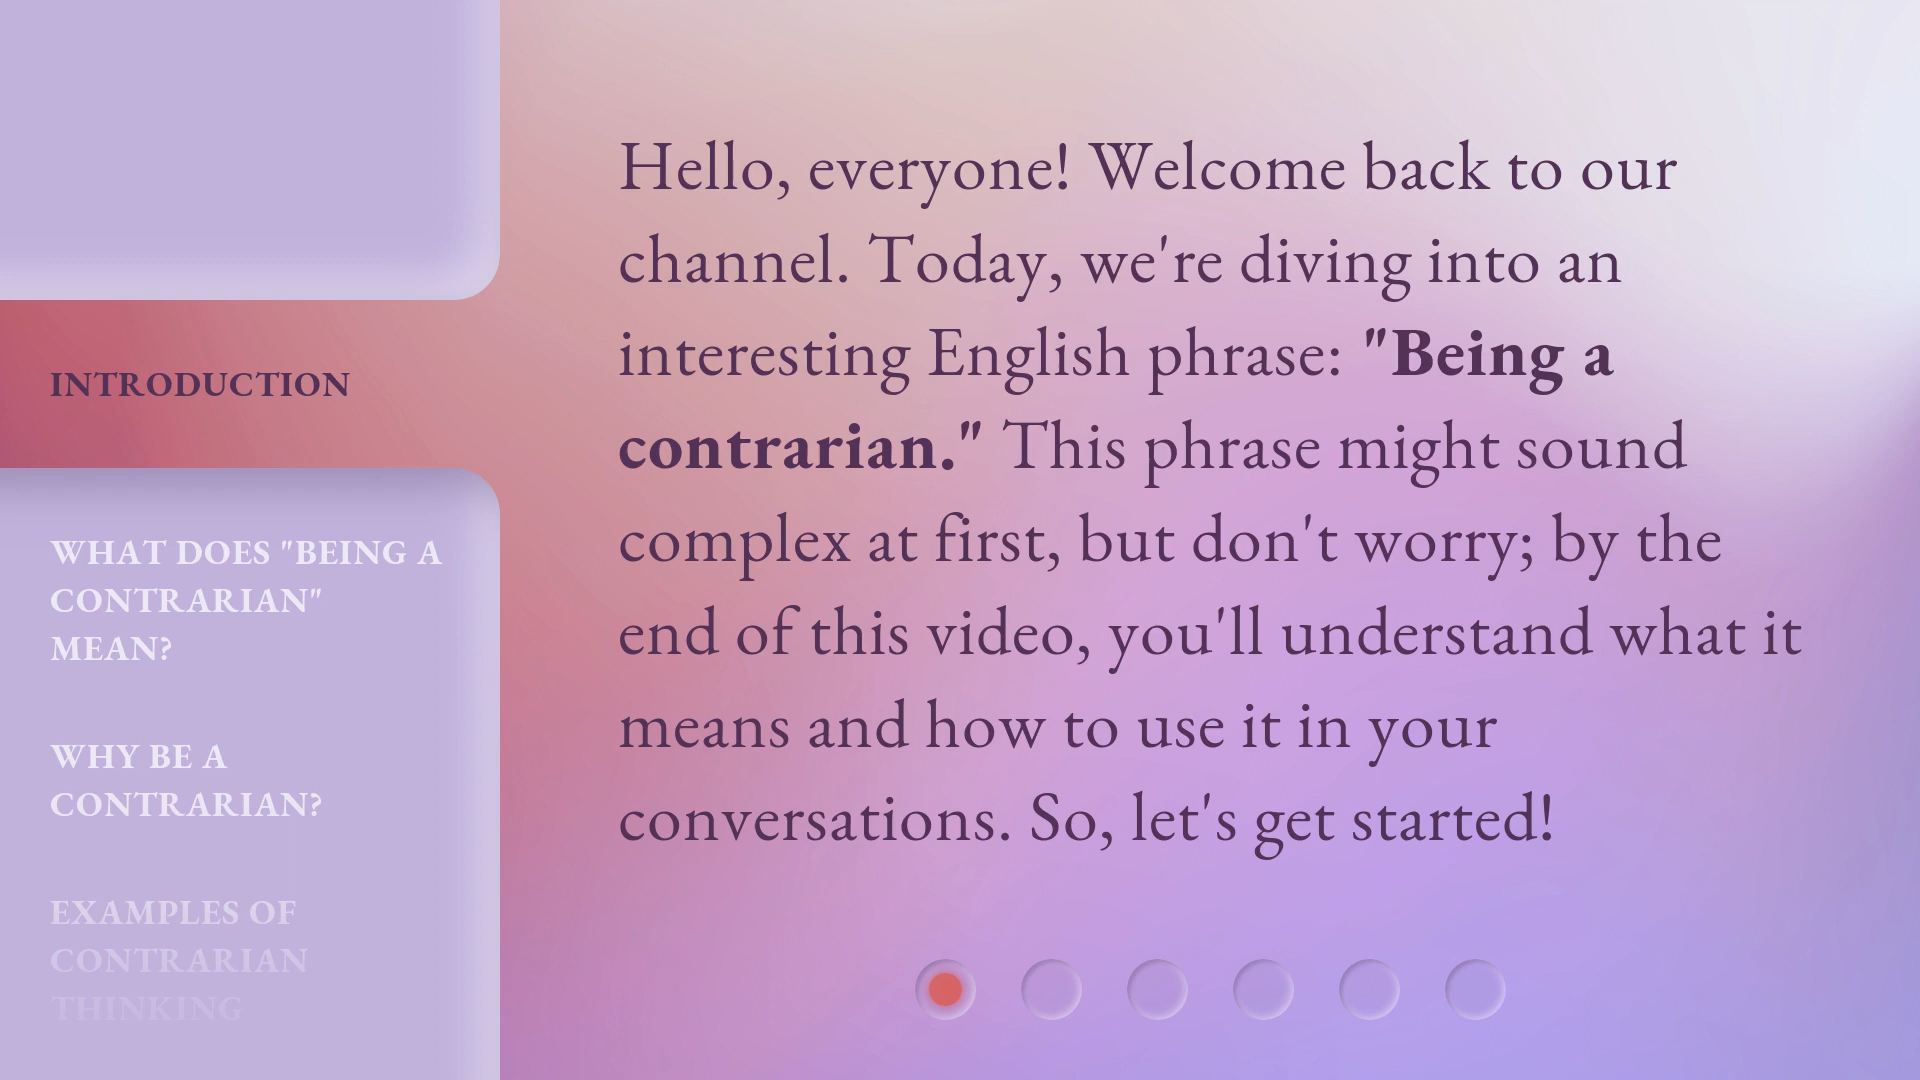 INTRODUCTION
WHAT DOES "BEING A
CONTRARIAN"
MEAN?
WHY BE A
CONTRARIAN?
EXAMPLES OF
CONTRARIAN
THINKING
Hello, everyone! Welcome back to our
channel. Today, we're diving into an
interesting English phrase: "Being a
contrarian." This phrase might sound
complex at first, but don't worry; by the
end of this video, you'll understand what it
means and how to use it in your
conversations. So, let's get started!